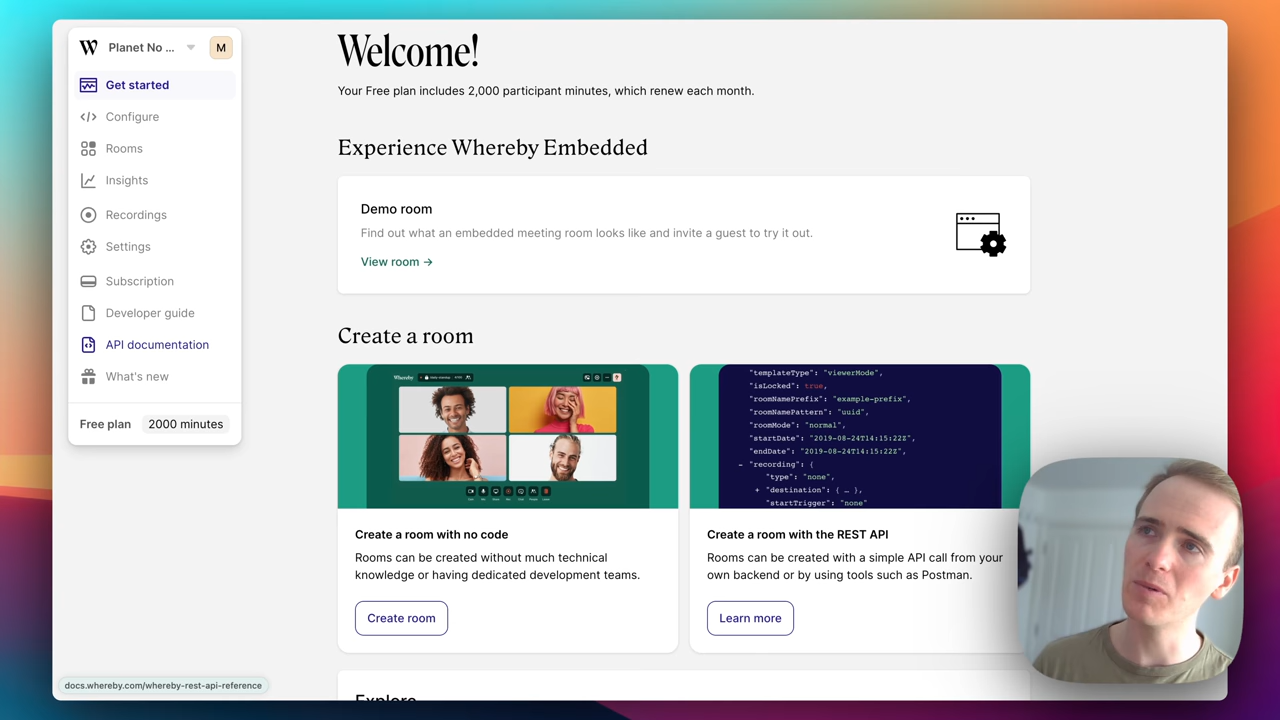 W Planet No ... M
Get started
Configure
Rooms
Insights
Recordings
Settings
Subscription
Developer guide
API documentation
What's new
Free plan 2000 minutes
Welcome!
Your Free plan includes 2,000 participant minutes, which renew each month.
Experience Whereby Embedded
Demo room
Find out what an embedded meeting room looks like and invite a guest to try it out.
View room →
Create a room
Whereby
Create a room with no code
Rooms can be created without much technical
knowledge or having dedicated development teams.
Create room
"templateType": "viewerMode",
"isLocked": true,
"roomNamePrefix": "example-prefix",
"roomNamePattern": "uuid",
"roomMode": "normal",
"startDate": "2019-08-24T14:15:22Z",
"endDate": "2019-08-24T14:15:22Z",
- "recording": {
"type": "none",
+ "destination": { … },
"startTrigger": "none"
Create a room with the REST API
Rooms can be created with a simple API call from your
own backend or by using tools such as Postman.
Learn more
Explore
docs.whereby.com/whereby-rest-api-reference